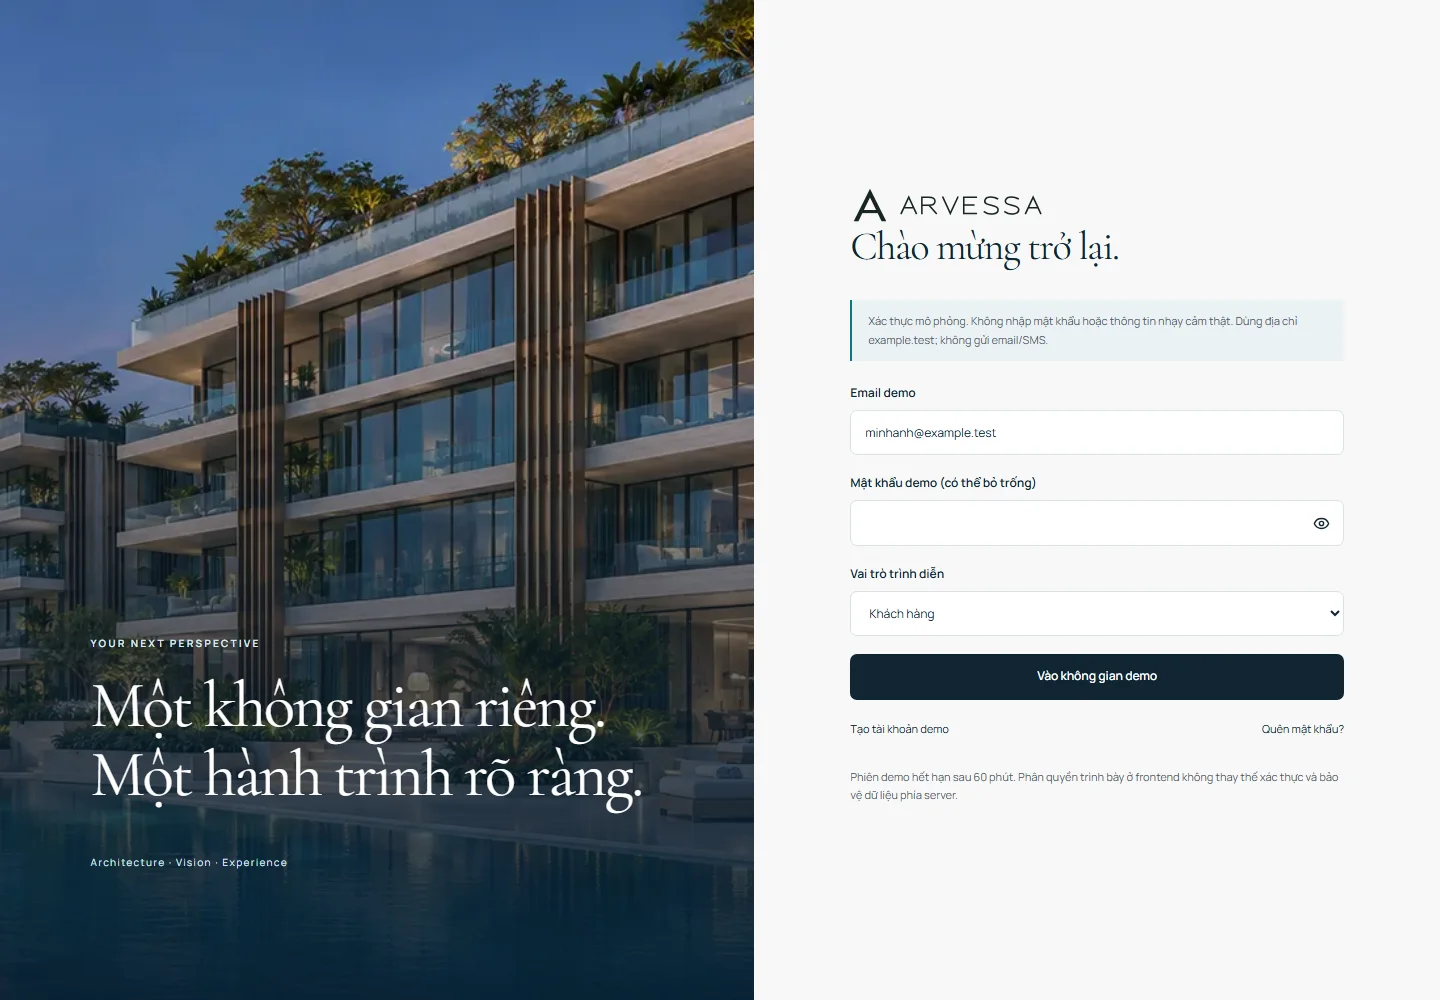 YOUR NEXT PERSPECTIVE
Một không gian riêng.
Một hành trình rõ ràng.
Architecture · Vision · Experience
ARVESSA
Chào mừng trở lại.
Xác thực mô phỏng. Không nhập mật khẩu hoặc thông tin nhạy cảm thật. Dùng địa chỉ
example.test; không gửi email/SMS.
Email demo
minhanh@example.test
Mật khẩu demo (có thể bỏ trống)
Vai trò trình diễn
Khách hàng
Vào không gian demo
Tạo tài khoản demo
Quên mật khẩu?
Phiên demo hết hạn sau 60 phút. Phân quyền trình bày ở frontend không thay thế xác thực và bảo
vệ dữ liệu phía server.